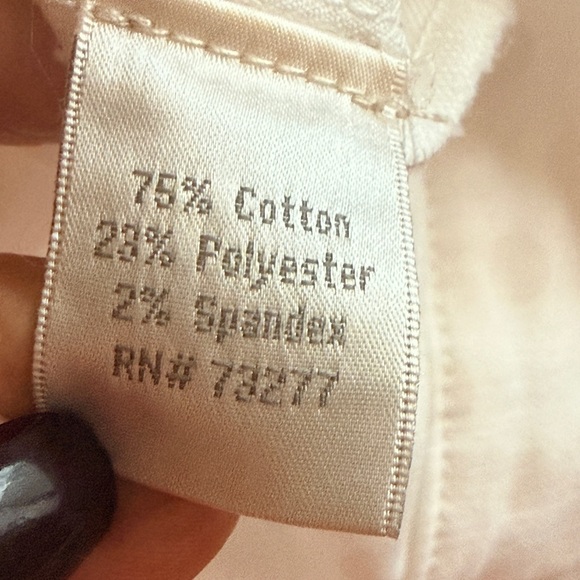 75% Cotton
23% Polyester
2% Spandex
RN# 73277